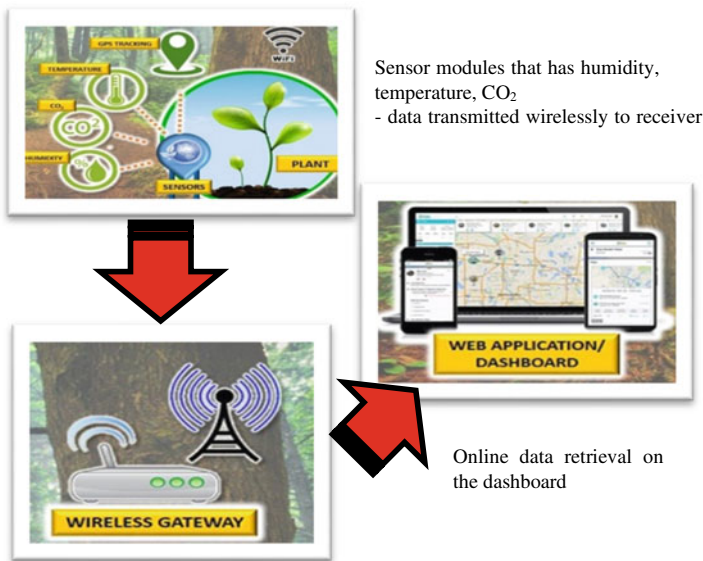 GPS TRACKING
WiFi
TEMPERATURE
CO₂
CO²
HUMIDITY
%
PLANT
SENSORS
Sensor modules that has humidity,
temperature, CO₂
- data transmitted wirelessly to receiver
WEB APPLICATION/
DASHBOARD
WIRELESS GATEWAY
Online data retrieval on
the dashboard